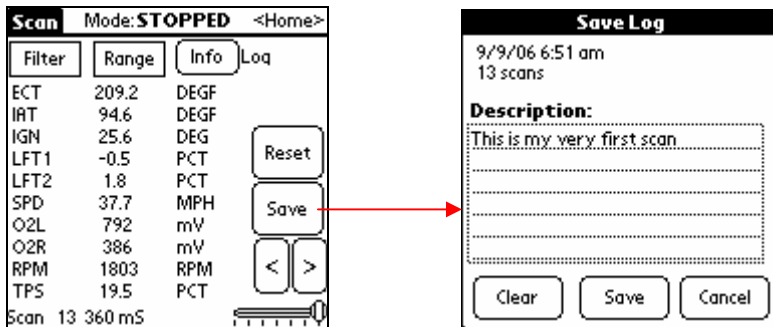 Scan Mode: STOPPED <Home>
Filter Range Info Log
ECT 209.2 DEGF
IAT 94.6 DEGF
IGN 25.6 DEG
LFT1 -0.5 PCT
LFT2 1.8 PCT
SPD 37.7 MPH
O2L 792 mV
O2R 386 mV
RPM 1803 RPM
TPS 19.5 PCT
Reset
Save
< >
Scan 13 360 mS
Save Log
9/9/06 6:51 am
13 scans
Description:
This is my very first scan
Clear Save Cancel